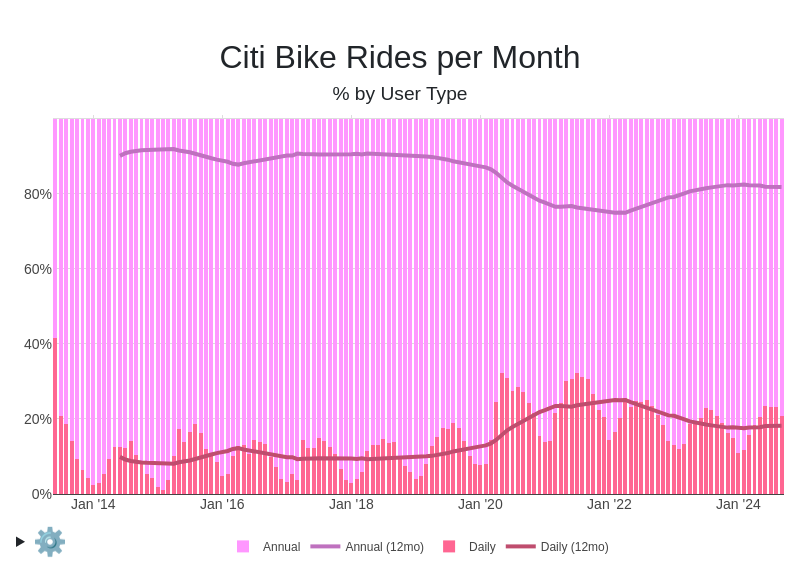 Citi Bike Rides per Month
% by User Type
80%
60%
40%
20%
0%
Jan '14 Jan '16 Jan '18 Jan '20 Jan '22 Jan '24
Annual Annual (12mo) Daily Daily (12mo)